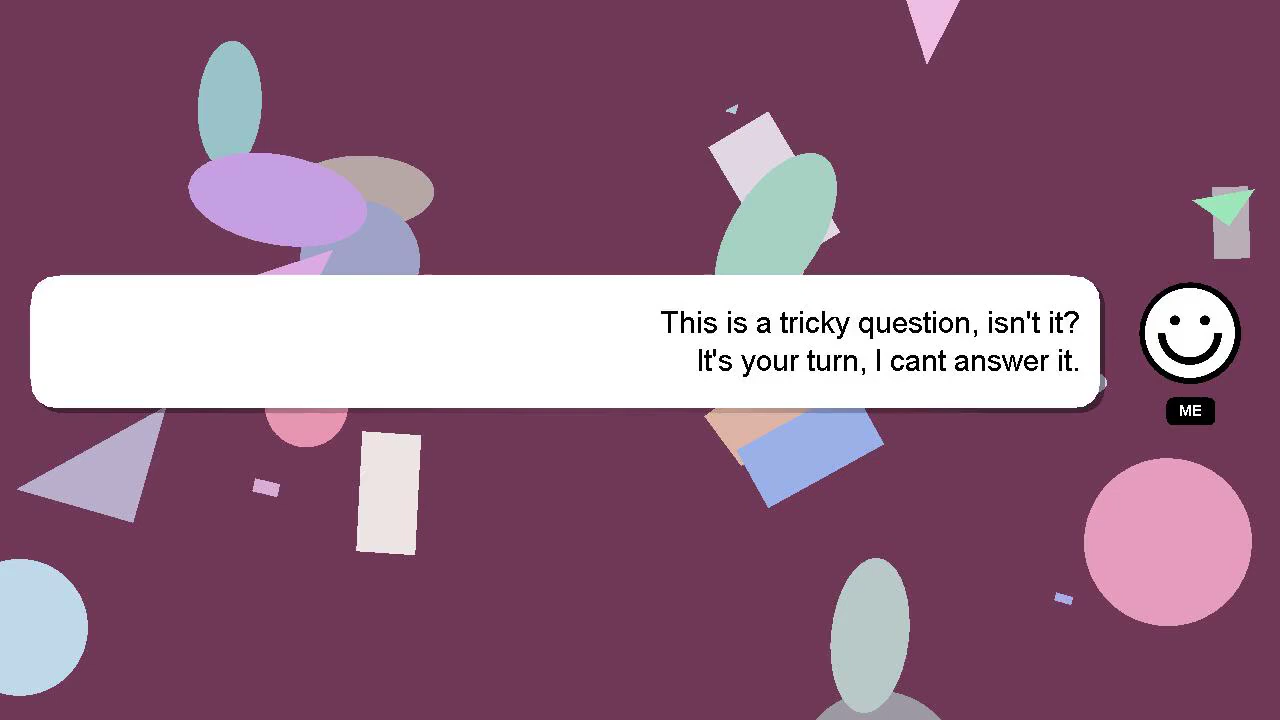 This is a tricky question, isn't it?
It's your turn, I cant answer it.
ME